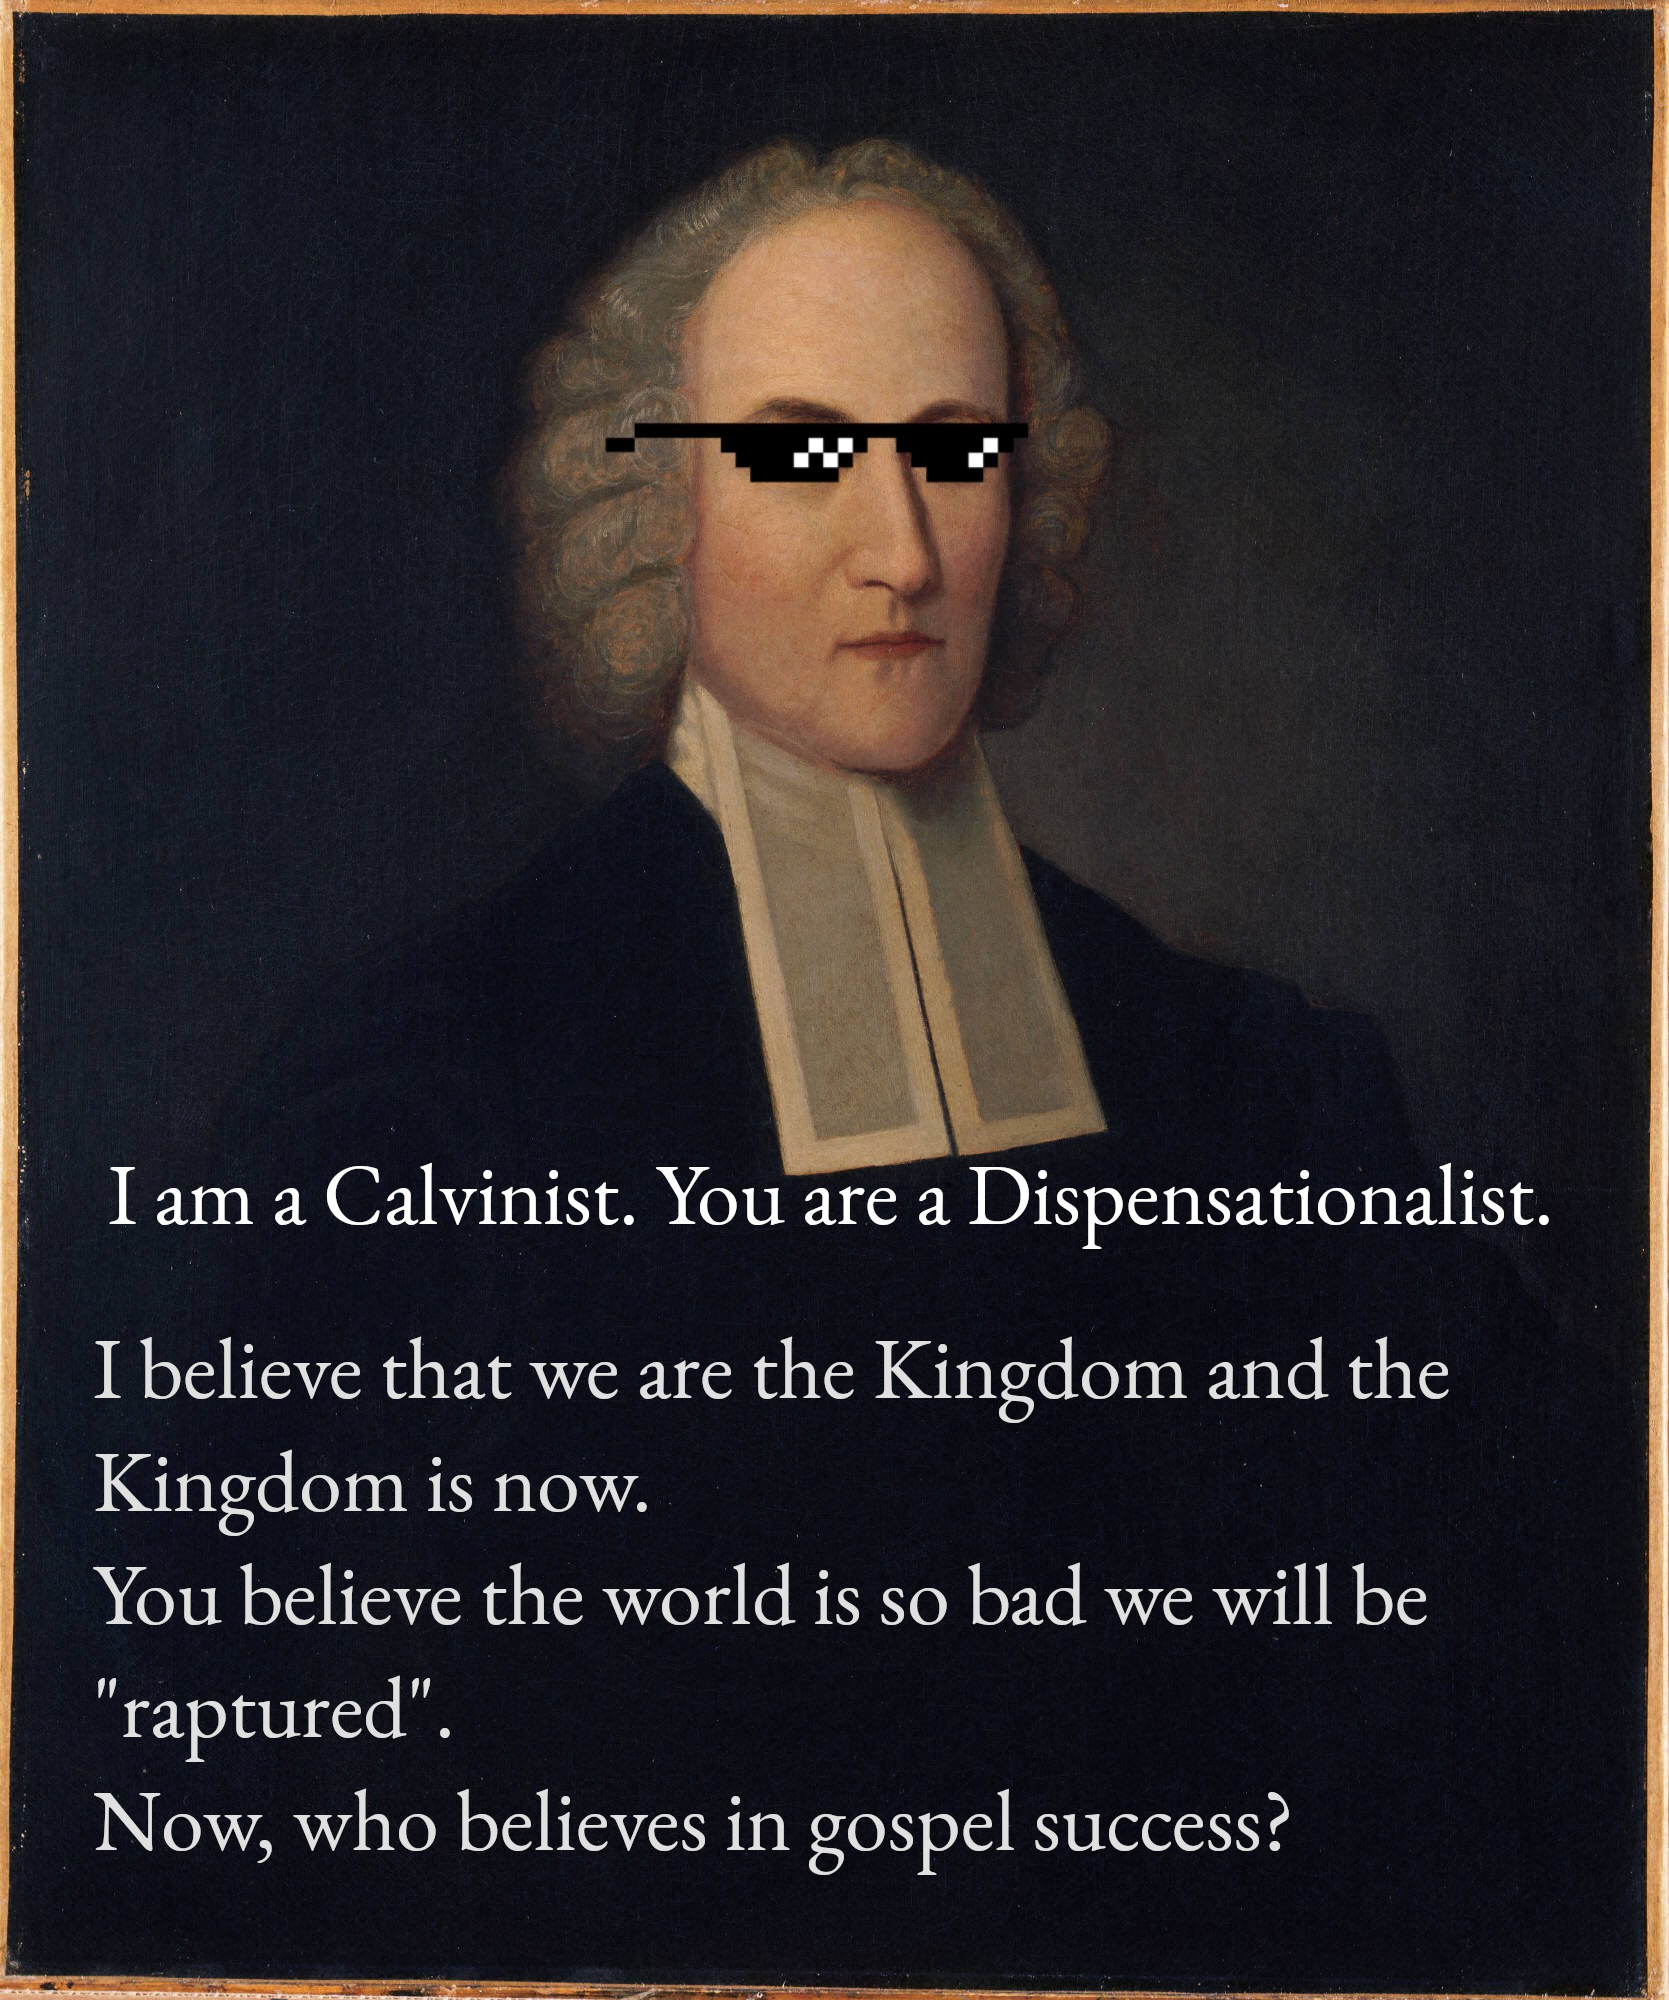 I am a Calvinist. You are a Dispensationalist.
I believe that we are the Kingdom and the
Kingdom is now.
You believe the world is so bad we will be
"raptured".
Now, who believes in gospel success?